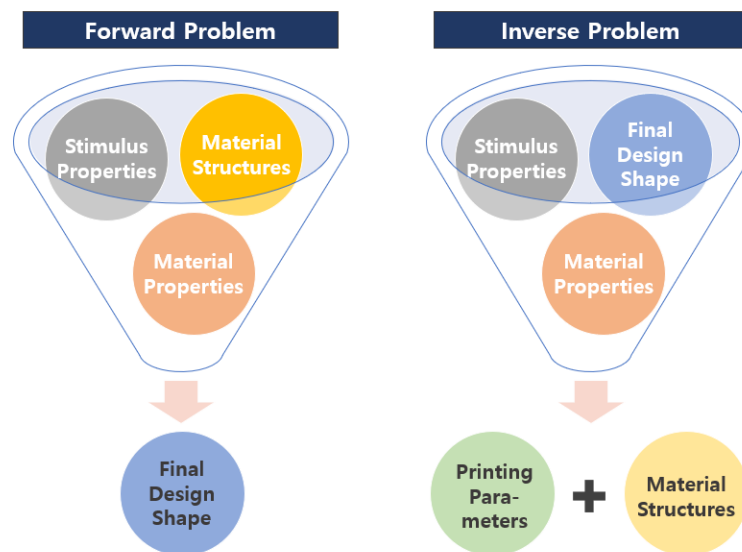 Forward Problem
Stimulus
Properties
Material
Structures
Material
Properties
Final
Design
Shape
Inverse Problem
Stimulus
Properties
Final
Design
Shape
Material
Properties
Printing
Para-
meters
+
Material
Structures